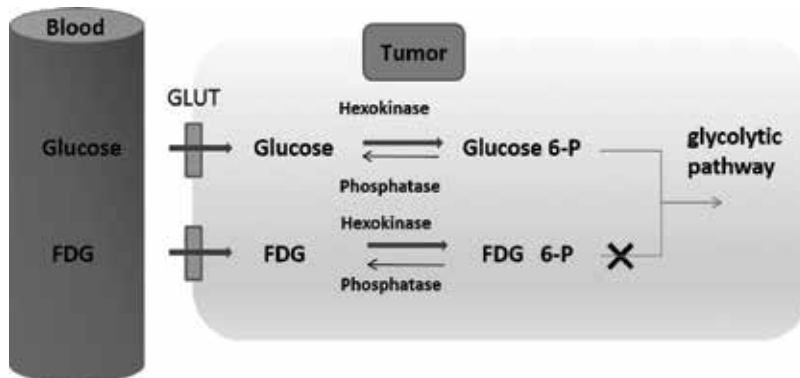 Blood
Tumor
GLUT
Hexokinase
Glucose
Glucose
Glucose 6-P
glycolytic
pathway
Phosphatase
Hexokinase
FDG
FDG
FDG 6-P
Phosphatase